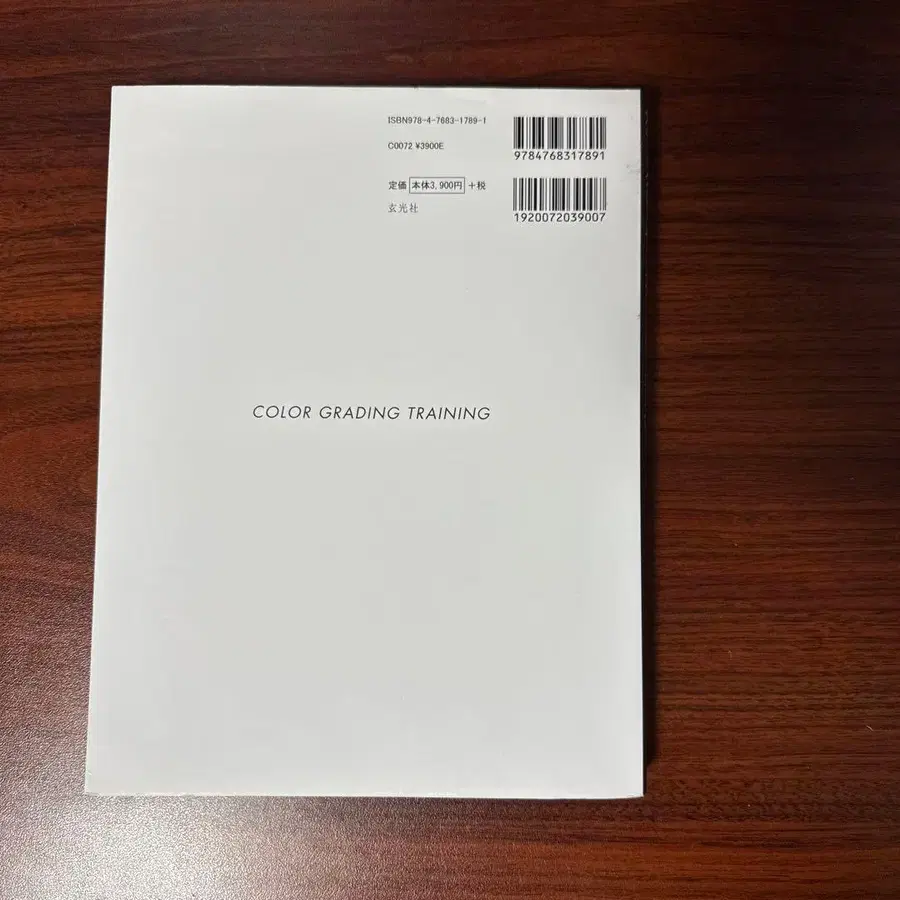 ISBN978-4-7683-1789-1
C0072 ¥3900E
定価 本体3,900円 +税
玄光社
9784768317891
1920072039007
COLOR GRADING TRAINING